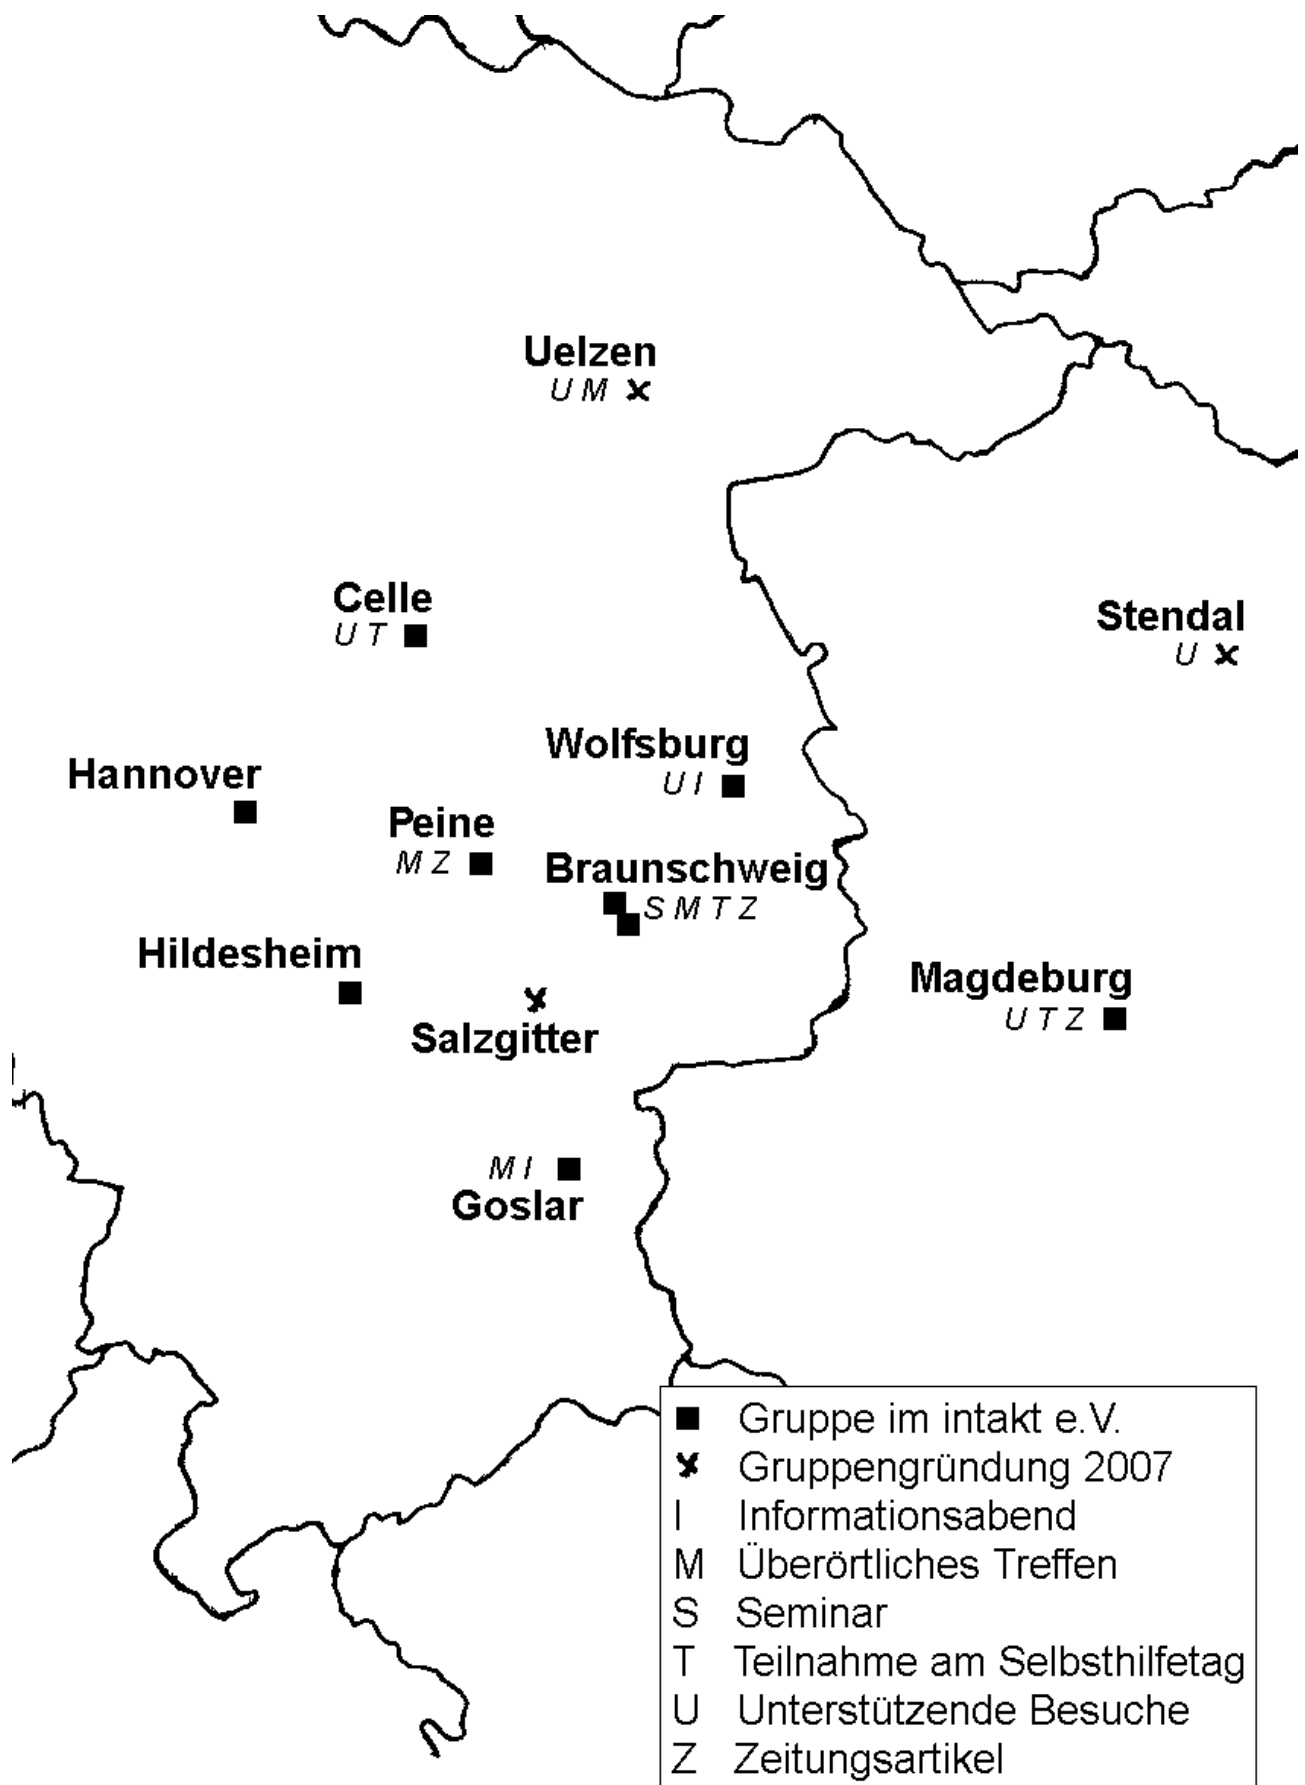 Uelzen
U M
Celle
U T
Stendal
U
Wolfsburg
U I
Hannover
Peine
M Z
Braunschweig
S M T Z
Hildesheim
Magdeburg
U T Z
Salzgitter
M I
Goslar
Gruppe im intakt e.V.
Gruppengründung 2007
I Informationsabend
M Überörtliches Treffen
S Seminar
T Teilnahme am Selbsthilfetag
U Unterstützende Besuche
Z Zeitungsartikel